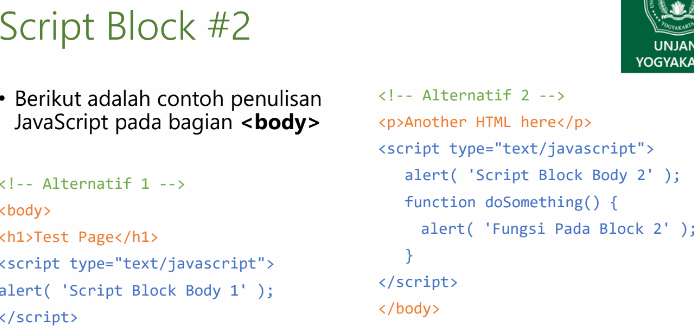 Script Block #2
UNJAN
YOGYAKA
• Berikut adalah contoh penulisan
JavaScript pada bagian <body>
<!-- Alternatif 1 -->
<body>
<h1>Test Page</h1>
<script type="text/javascript">
alert( 'Script Block Body 1' );
</script>
<!-- Alternatif 2 -->
<p>Another HTML here</p>
<script type="text/javascript">
alert( 'Script Block Body 2' );
function doSomething() {
alert( 'Fungsi Pada Block 2' );
}
</script>
</body>